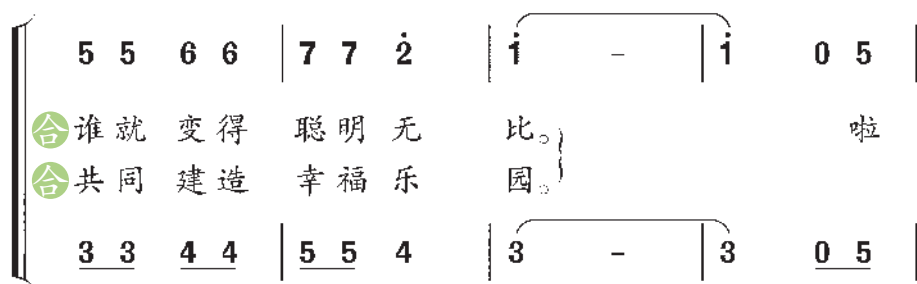 5 5 6 6 | 7 7 2̇ | 1̇ - | 1̇ 0 5 |
合 谁就 变得 聪明无 比。 啦
合 共同 建造 幸福乐 园。
3 3 4 4 | 5 5 4 | 3 - | 3 0 5 |